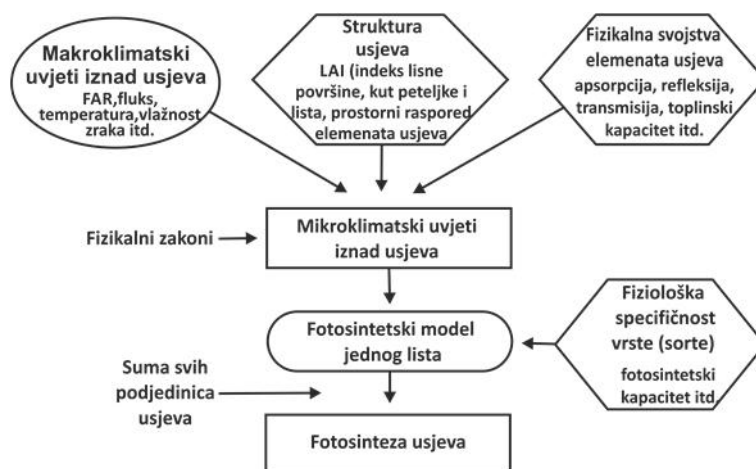 Makroklimatski
uvjeti iznad usjeva
FAR,fluks,
temperatura,vlažnost
zraka itd.
Struktura
usjeva
LAI (indeks lisne
površine, kut peteljke i
lista, prostorni raspored
elemenata usjeva
Fizikalna svojstva
elemenata usjeva
apsorpcija, refleksija,
transmisija, toplinski
kapacitet itd.
Fizikalni zakoni
Mikroklimatski uvjeti
iznad usjeva
Fotosintetski model
jednog lista
Fiziološka
specifičnost
vrste (sorte)
fotosintetski
kapacitet itd.
Suma svih
podjedinica
usjeva
Fotosinteza usjeva